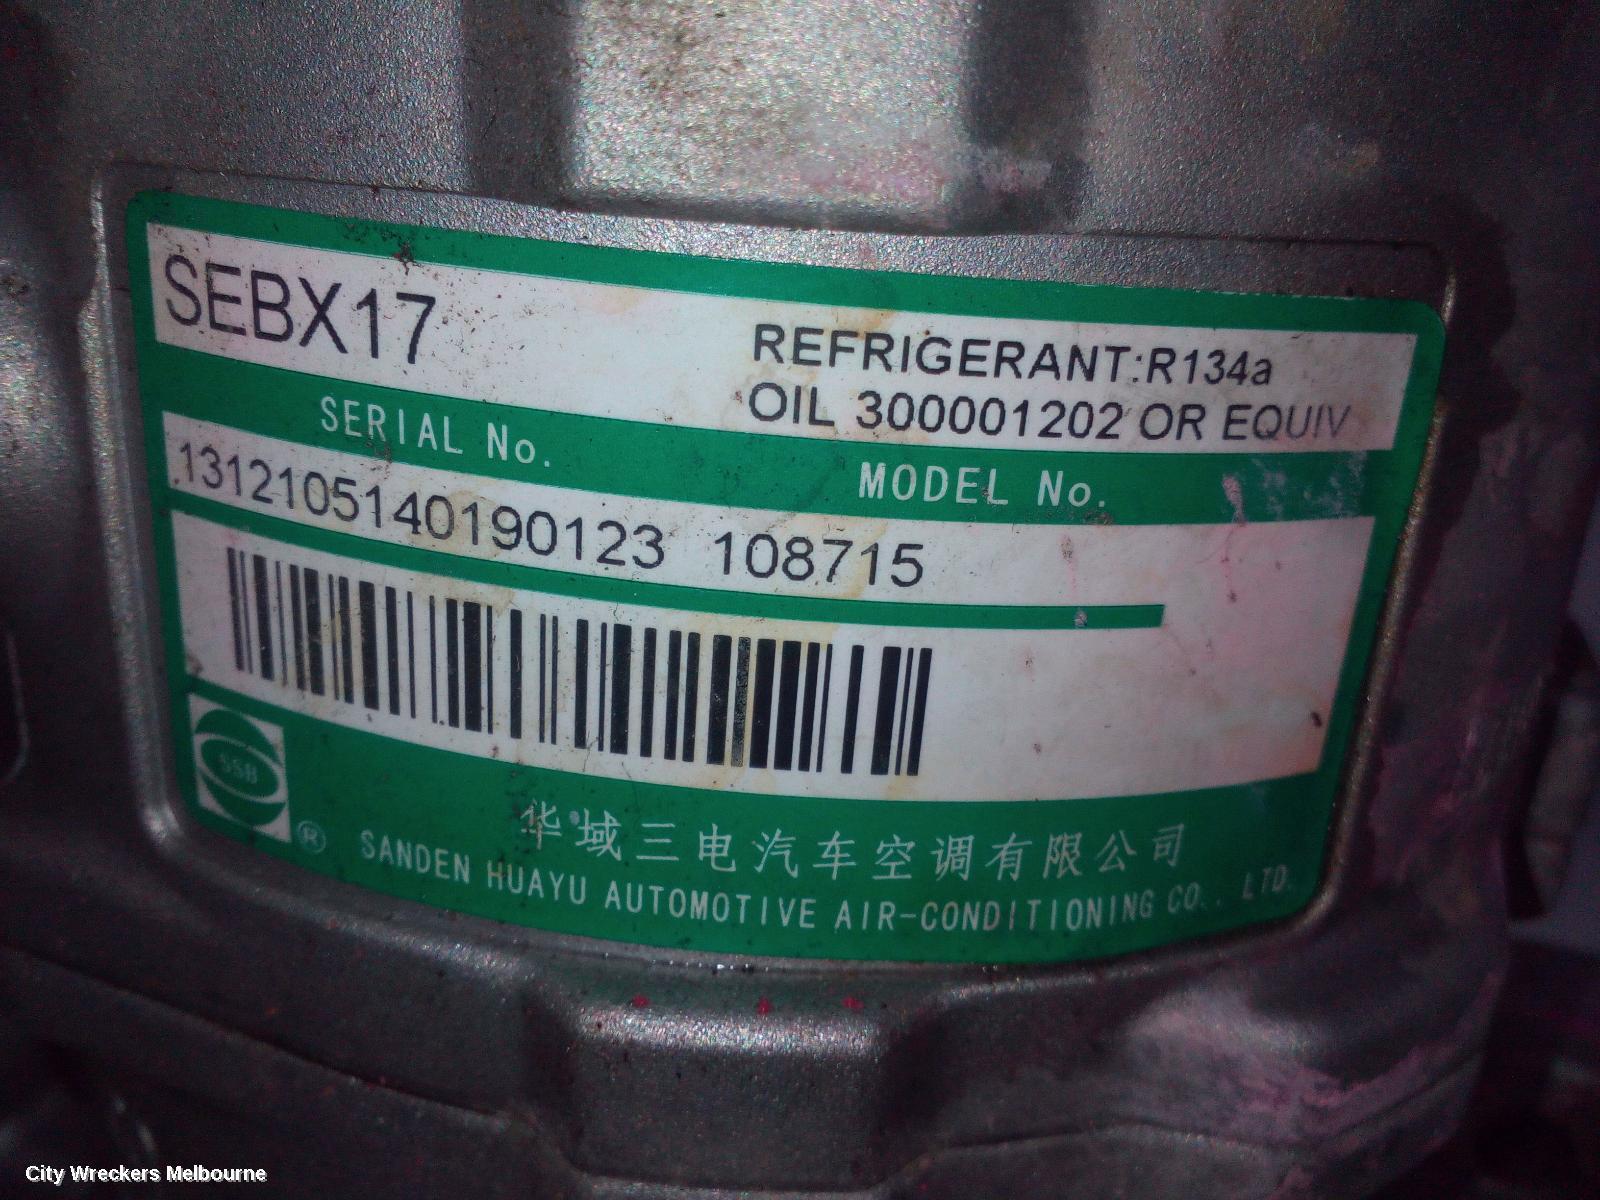 SEBX17
REFRIGERANT:R134a
OIL 300001202 OR EQUIV
SERIAL No.
MODEL No.
1312105140190123 108715
SSB
®
华域三电汽车空调有限公司
SANDEN HUAYU AUTOMOTIVE AIR-CONDITIONING CO., LTD.
City Wreckers Melbourne